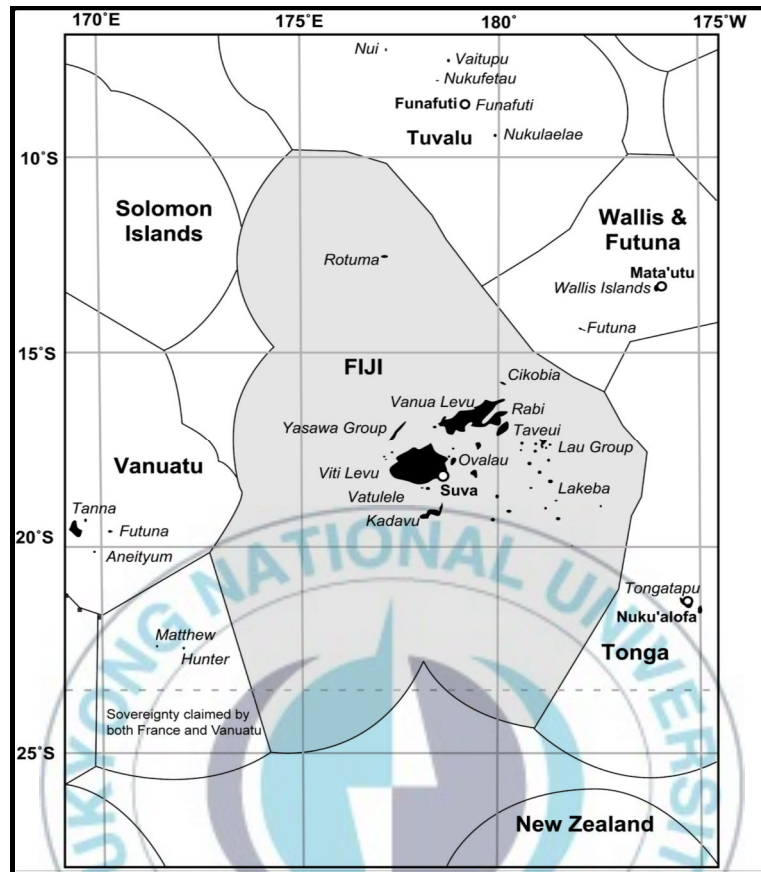 170°E 175°E 180° 175°W
Nui
Vaitupu
Nukufetau
Funafuti Funafuti
Tuvalu
Nukulaelae
10°S
Solomon
Islands
Wallis &
Futuna
Mata'utu
Wallis Islands
Rotuma
Futuna
15°S
FIJI
Cikobia
Vanua Levu
Rabi
Yasawa Group
Taveui
Lau Group
Vanuatu
Ovalau
Viti Levu
Suva
Lakeba
Vatulele
Kadavu
Tanna
Futuna
Aneityum
20°S
Tongatapu
Nuku'alofa
Tonga
Matthew
Hunter
Sovereignty claimed by
both France and Vanuatu
25°S
New Zealand
UKYONG NATIONAL UNIVERSIT